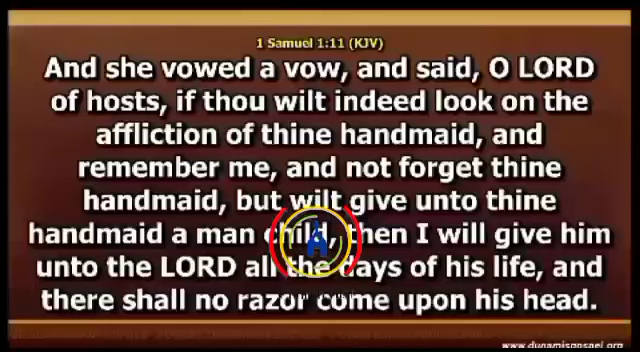 1 Samuel 1:11 (KJV)
And she vowed a vow, and said, O LORD
of hosts, if thou wilt indeed look on the
affliction of thine handmaid, and
remember me, and not forget thine
handmaid, but wilt give unto thine
handmaid a man child, then I will give him
unto the LORD all the days of his life, and
there shall no razor come upon his head.
www.dunamisgospel.org